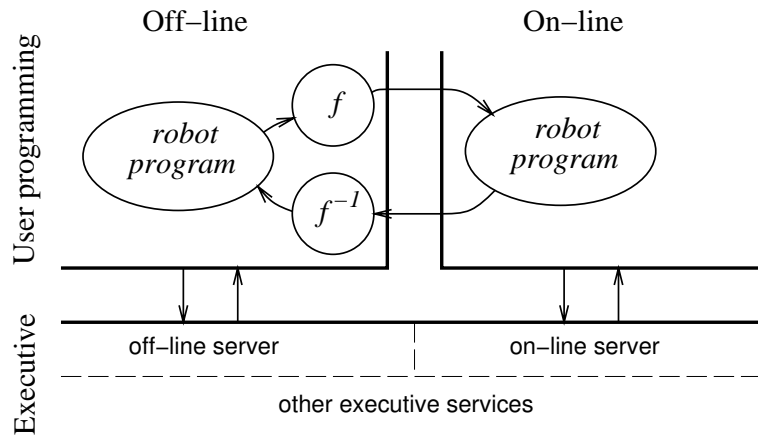 Off−line
On−line
User programming
robot
program
f
f⁻¹
robot
program
Executive
off−line server
on−line server
other executive services